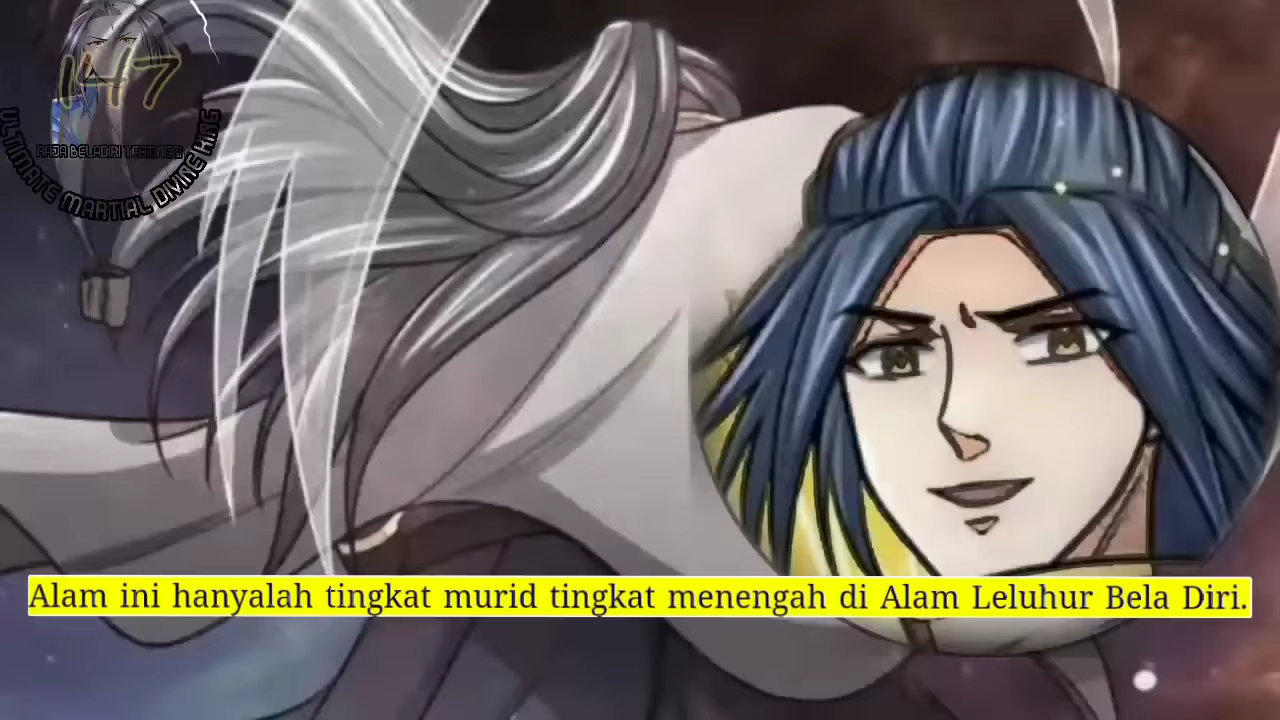 147
RAJA BELADIRI TERTINGGI
ULTIMATE MARTIAL DIVINE KING
Alam ini hanyalah tingkat murid tingkat menengah di Alam Leluhur Bela Diri.